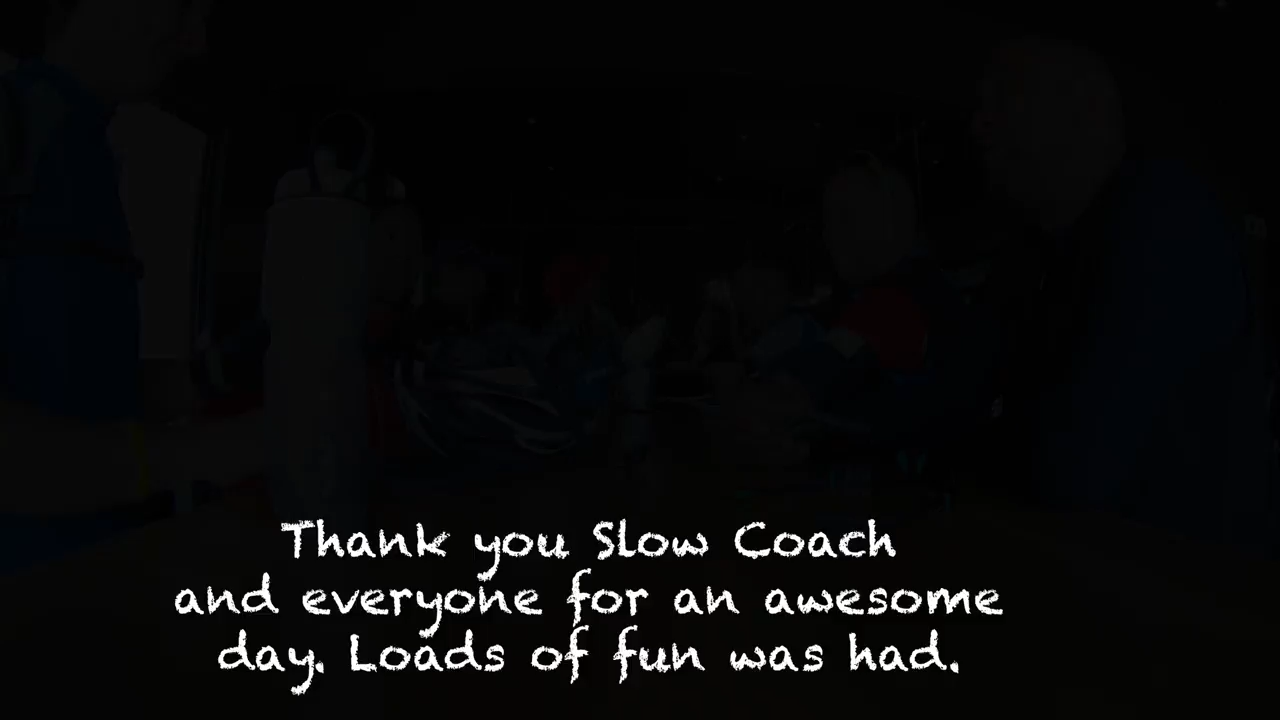 Thank you Slow Coach
and everyone for an awesome
day. Loads of fun was had.